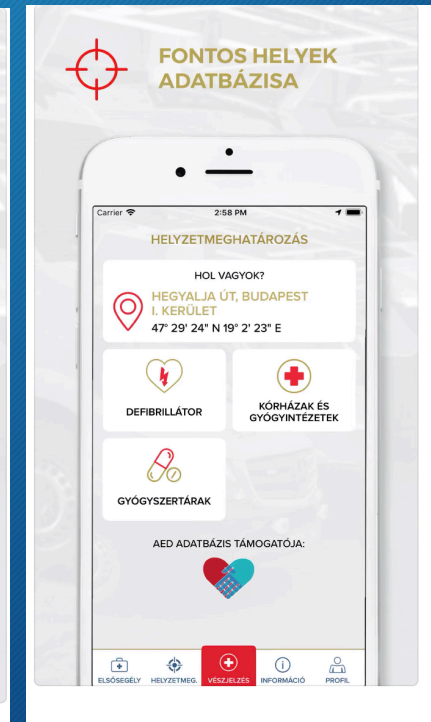 FONTOS HELYEK
ADATBÁZISA
Carrier
2:58 PM
HELYZETMEGHATÁROZÁS
HOL VAGYOK?
HEGYALJA ÚT, BUDAPEST
I. KERÜLET
47° 29' 24" N 19° 2' 23" E
DEFIBRILLÁTOR
KÓRHÁZAK ÉS
GYÓGYINTÉZETEK
GYÓGYSZERTÁRAK
AED ADATBÁZIS TÁMOGATÓJA:
ELSŐSEGÉLY HELYZETMEG. VÉSZJELZÉS INFORMÁCIÓ PROFIL